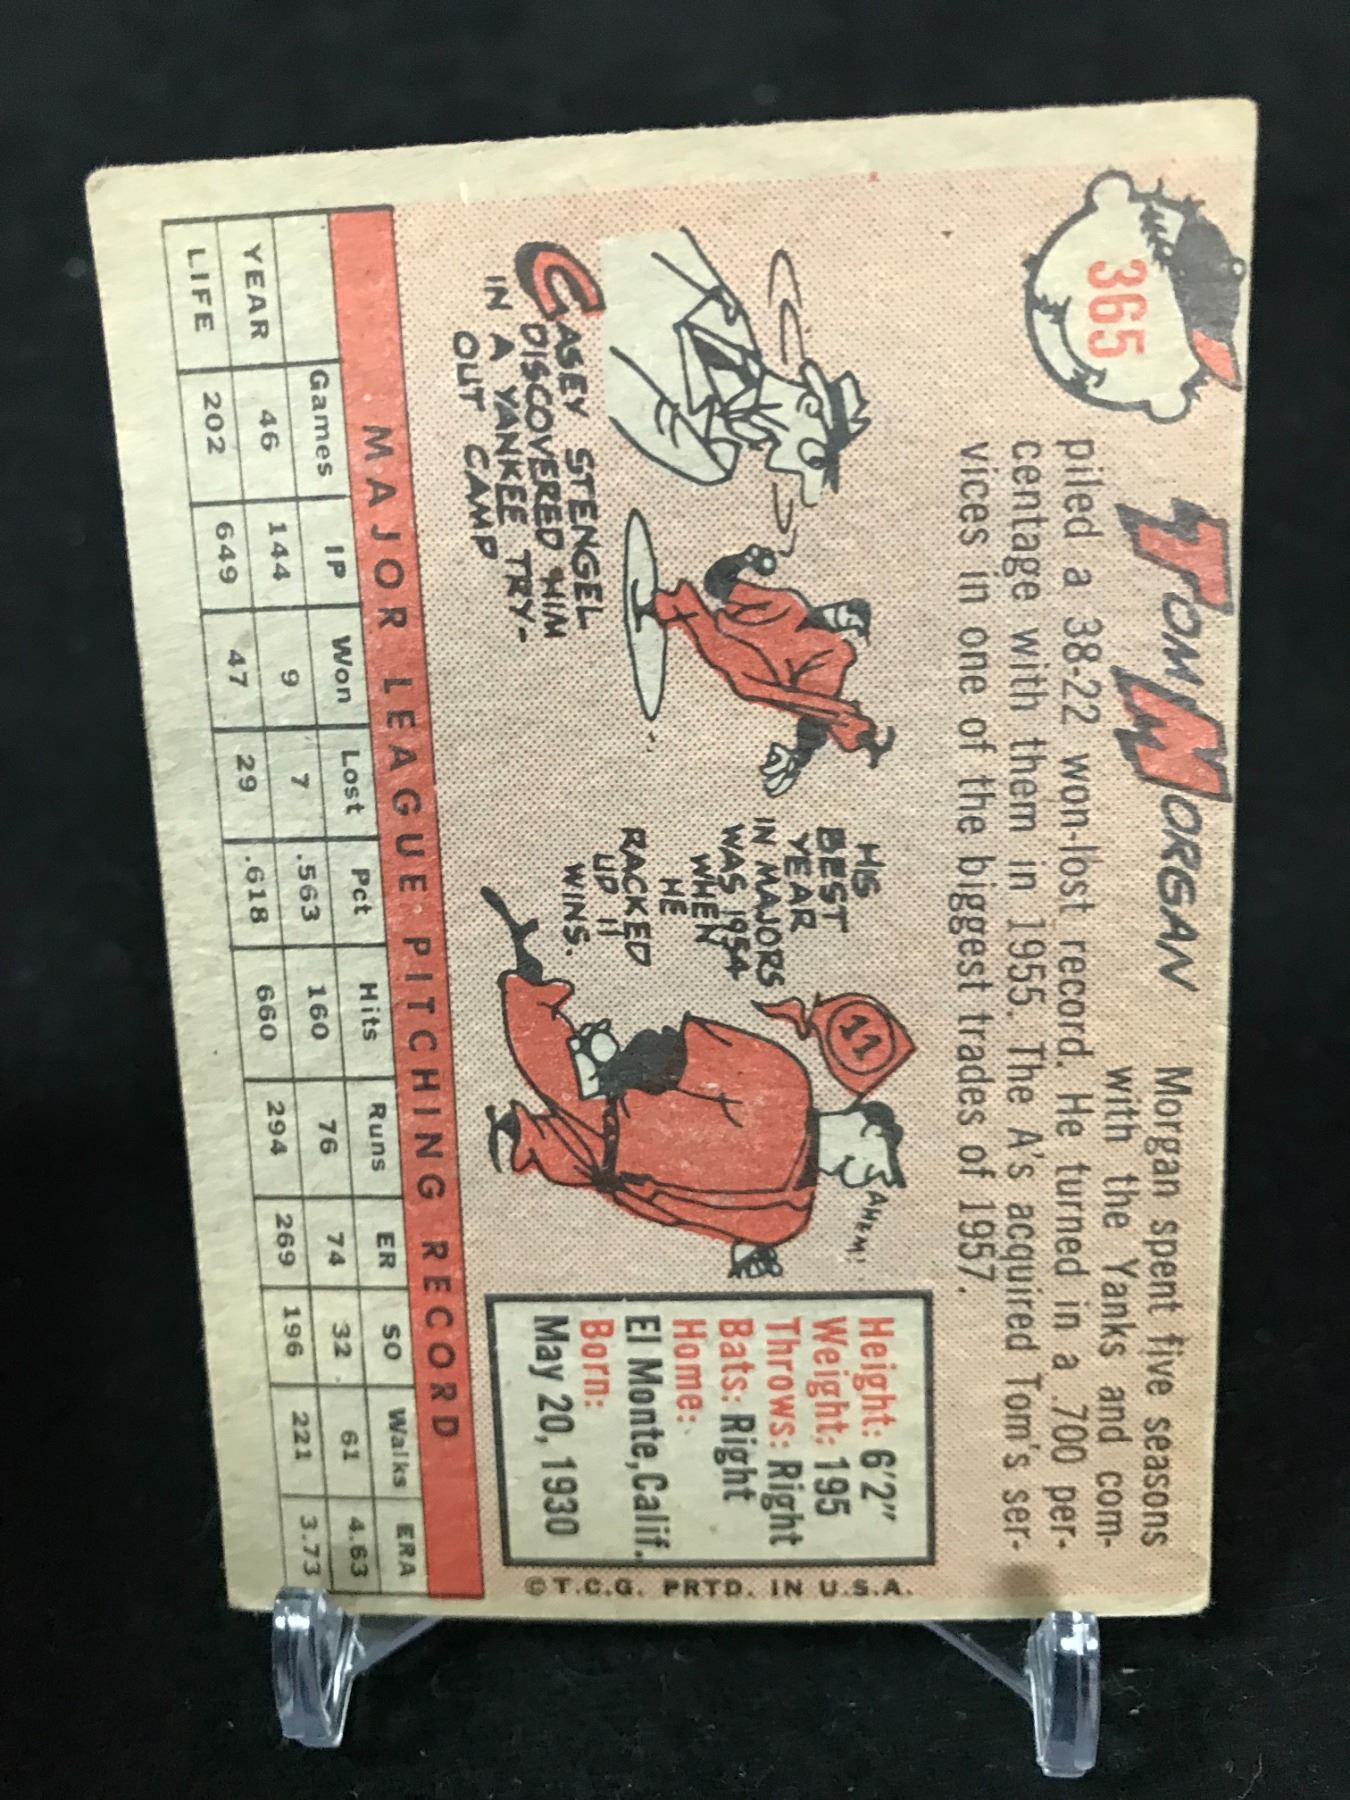 365
TOM MORGAN
Morgan spent five seasons
with the Yanks and com-
piled a 38-22 won-lost record. He turned in a .700 per-
centage with them in 1955. The A's acquired Tom's ser-
vices in one of the biggest trades of 1957.
CASEY STENGEL
DISCOVERED HIM
IN A YANKEE TRY-
OUT CAMP
HIS
BEST
YEAR
IN MAJORS
WAS 1954
WHEN
HE
RACKED
UP 11
WINS.
11
AHEM!
Height: 6'2"
Weight: 195
Throws: Right
Bats: Right
Home:
El Monte, Calif.
Born:
May 20, 1930
©T.C.G. PRTD. IN U.S.A.
MAJOR LEAGUE PITCHING RECORD
Games IP Won Lost Pct Hits Runs ER SO Walks ERA
YEAR 46 144 9 7 .563 160 76 74 32 61 4.63
LIFE 202 649 47 29 .618 660 294 269 196 221 3.73